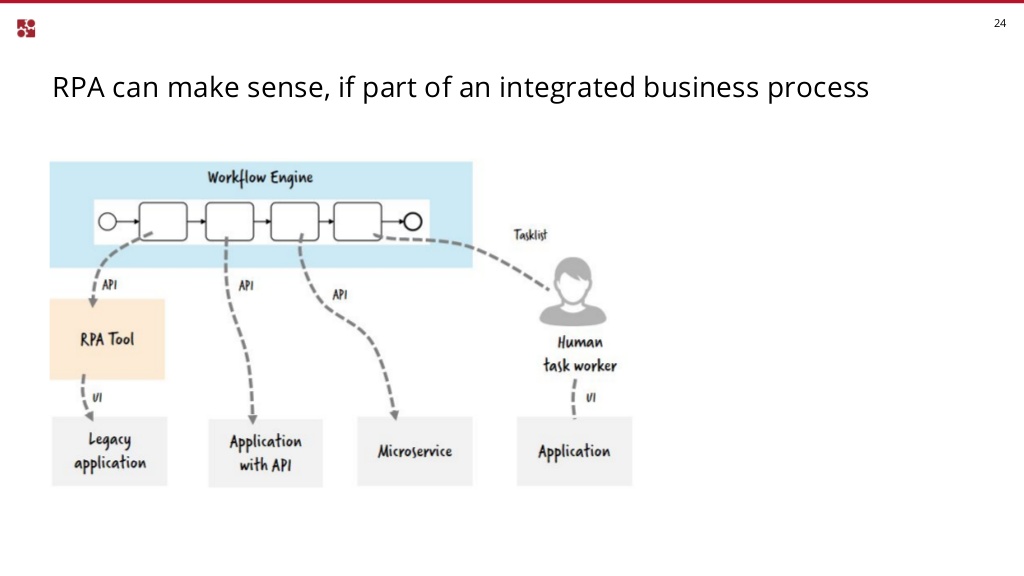 24
RPA can make sense, if part of an integrated business process
Workflow Engine
Tasklist
API
API
API
RPA Tool
Human
task worker
UI
UI
Legacy
application
Application
with API
Microservice
Application